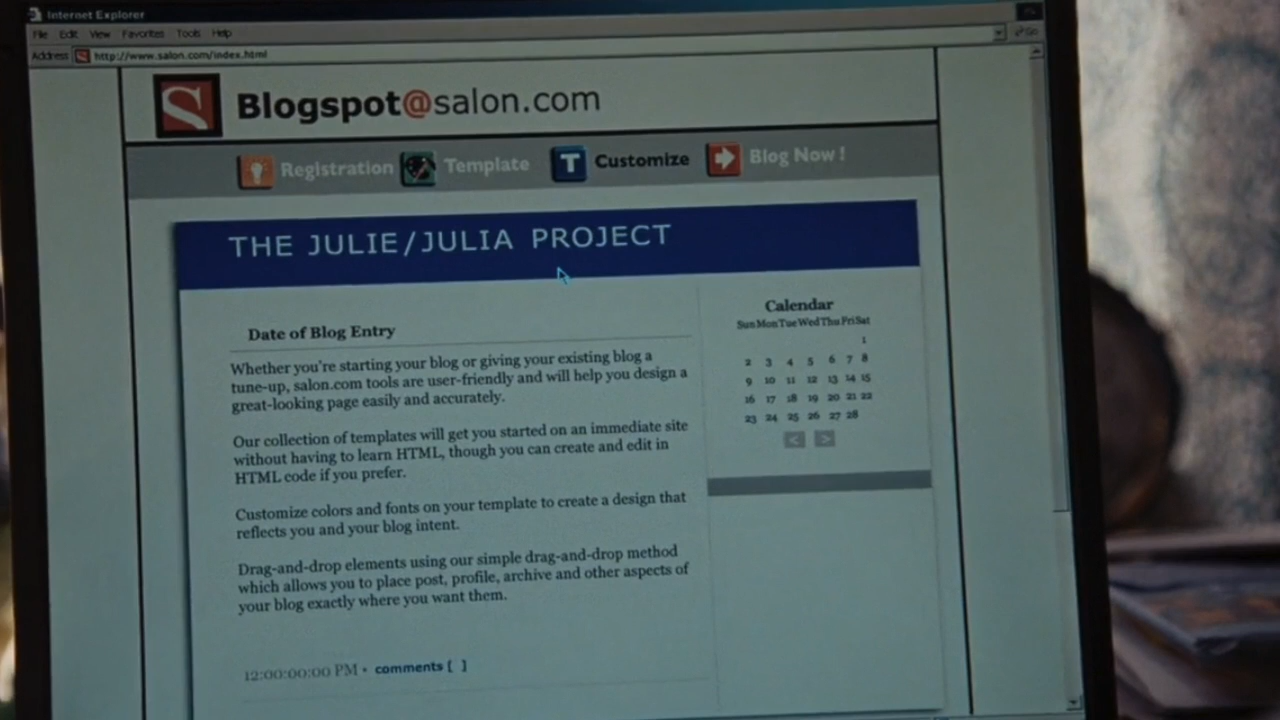 Internet Explorer
File Edit View Favorites Tools Help
Address http://www.salon.com/index.html Go
S Blogspot@salon.com
Registration Template T Customize Blog Now!
THE JULIE/JULIA PROJECT
Date of Blog Entry
Whether you're starting your blog or giving your existing blog a
tune-up, salon.com tools are user-friendly and will help you design a
great-looking page easily and accurately.
Our collection of templates will get you started on an immediate site
without having to learn HTML, though you can create and edit in
HTML code if you prefer.
Customize colors and fonts on your template to create a design that
reflects you and your blog intent.
Drag-and-drop elements using our simple drag-and-drop method
which allows you to place post, profile, archive and other aspects of
your blog exactly where you want them.
12:00:00:00 PM • comments [ ]
Calendar
Sun Mon Tue Wed Thu Fri Sat
1
2 3 4 5 6 7 8
9 10 11 12 13 14 15
16 17 18 19 20 21 22
23 24 25 26 27 28
< >